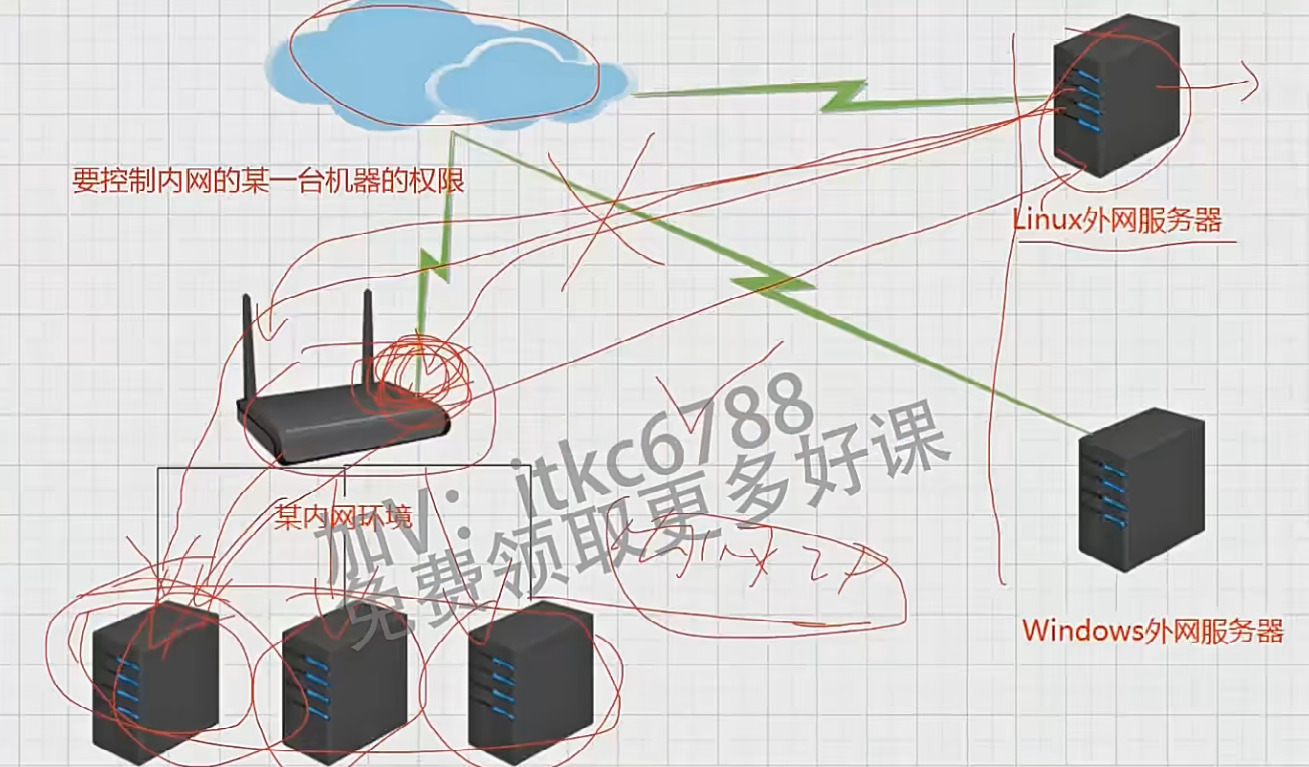 要控制内网的某一台机器的权限
Linux外网服务器
某内网环境
加V：itkc6788
免费领取更多好课
Windows外网服务器